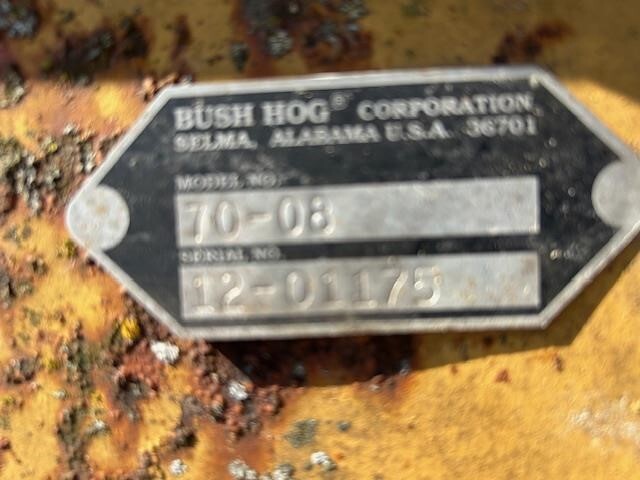 BUSH HOG® CORPORATION
SELMA, ALABAMA U.S.A. 36701
MODEL NO.
70-08
SERIAL NO.
12-01175